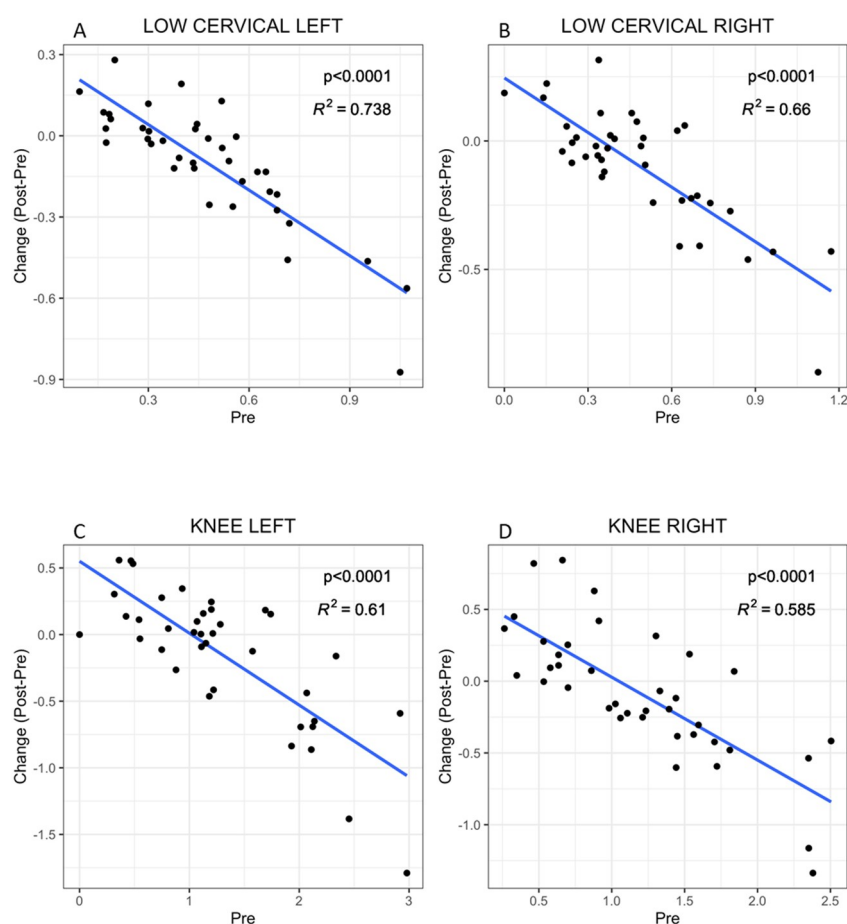 A LOW CERVICAL LEFT
p<0.0001
R² = 0.738
0.3
0.0
-0.3
-0.6
-0.9
Change (Post-Pre)
0.3 0.6 0.9
Pre
B LOW CERVICAL RIGHT
p<0.0001
R² = 0.66
0.0
-0.5
Change (Post-Pre)
0.0 0.3 0.6 0.9 1.2
Pre
C KNEE LEFT
p<0.0001
R² = 0.61
0.5
0.0
-0.5
-1.0
-1.5
Change (Post-Pre)
0 1 2 3
Pre
D KNEE RIGHT
p<0.0001
R² = 0.585
0.5
0.0
-0.5
-1.0
Change (Post-Pre)
0.5 1.0 1.5 2.0 2.5
Pre